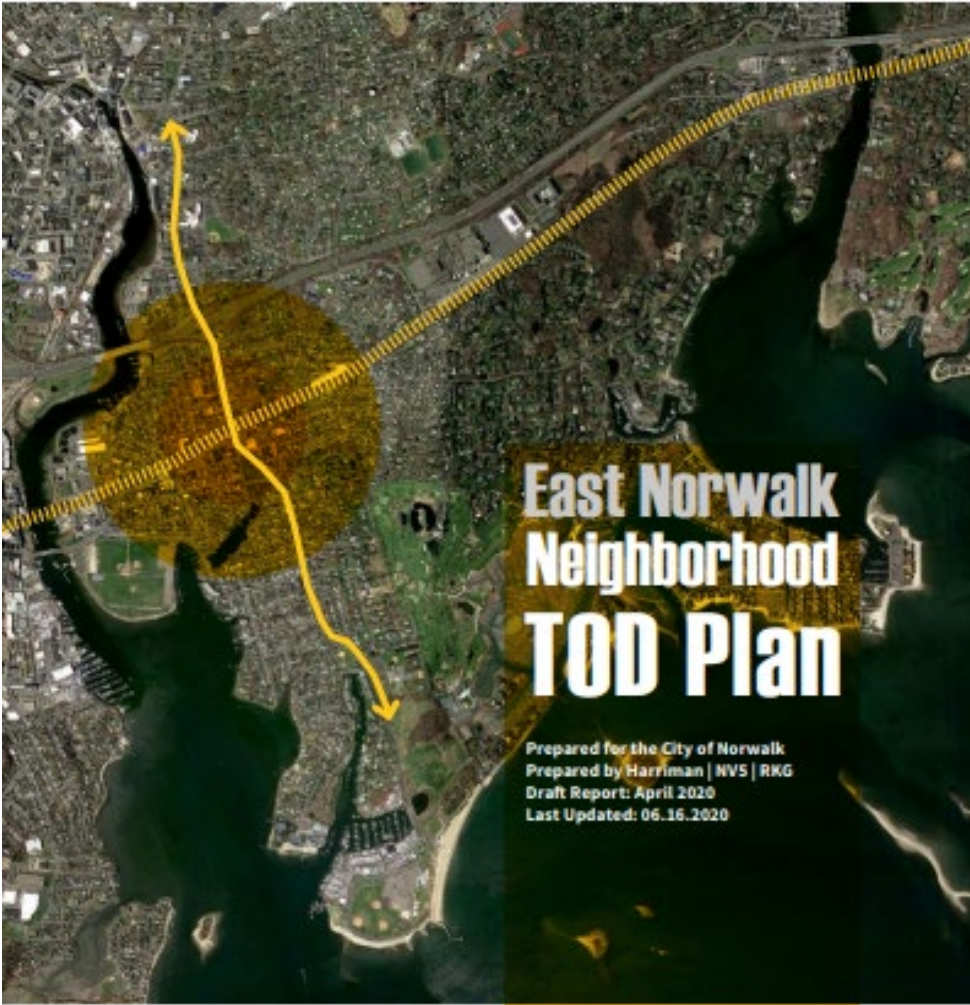 East Norwalk
Neighborhood
TOD Plan
Prepared for the City of Norwalk
Prepared by Harriman | NV5 | RKG
Draft Report: April 2020
Last Updated: 06.16.2020